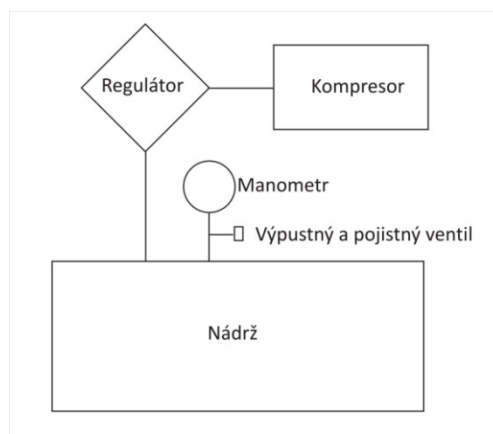 Regulátor
Kompresor
Manometr
Výpustný a pojistný ventil
Nádrž